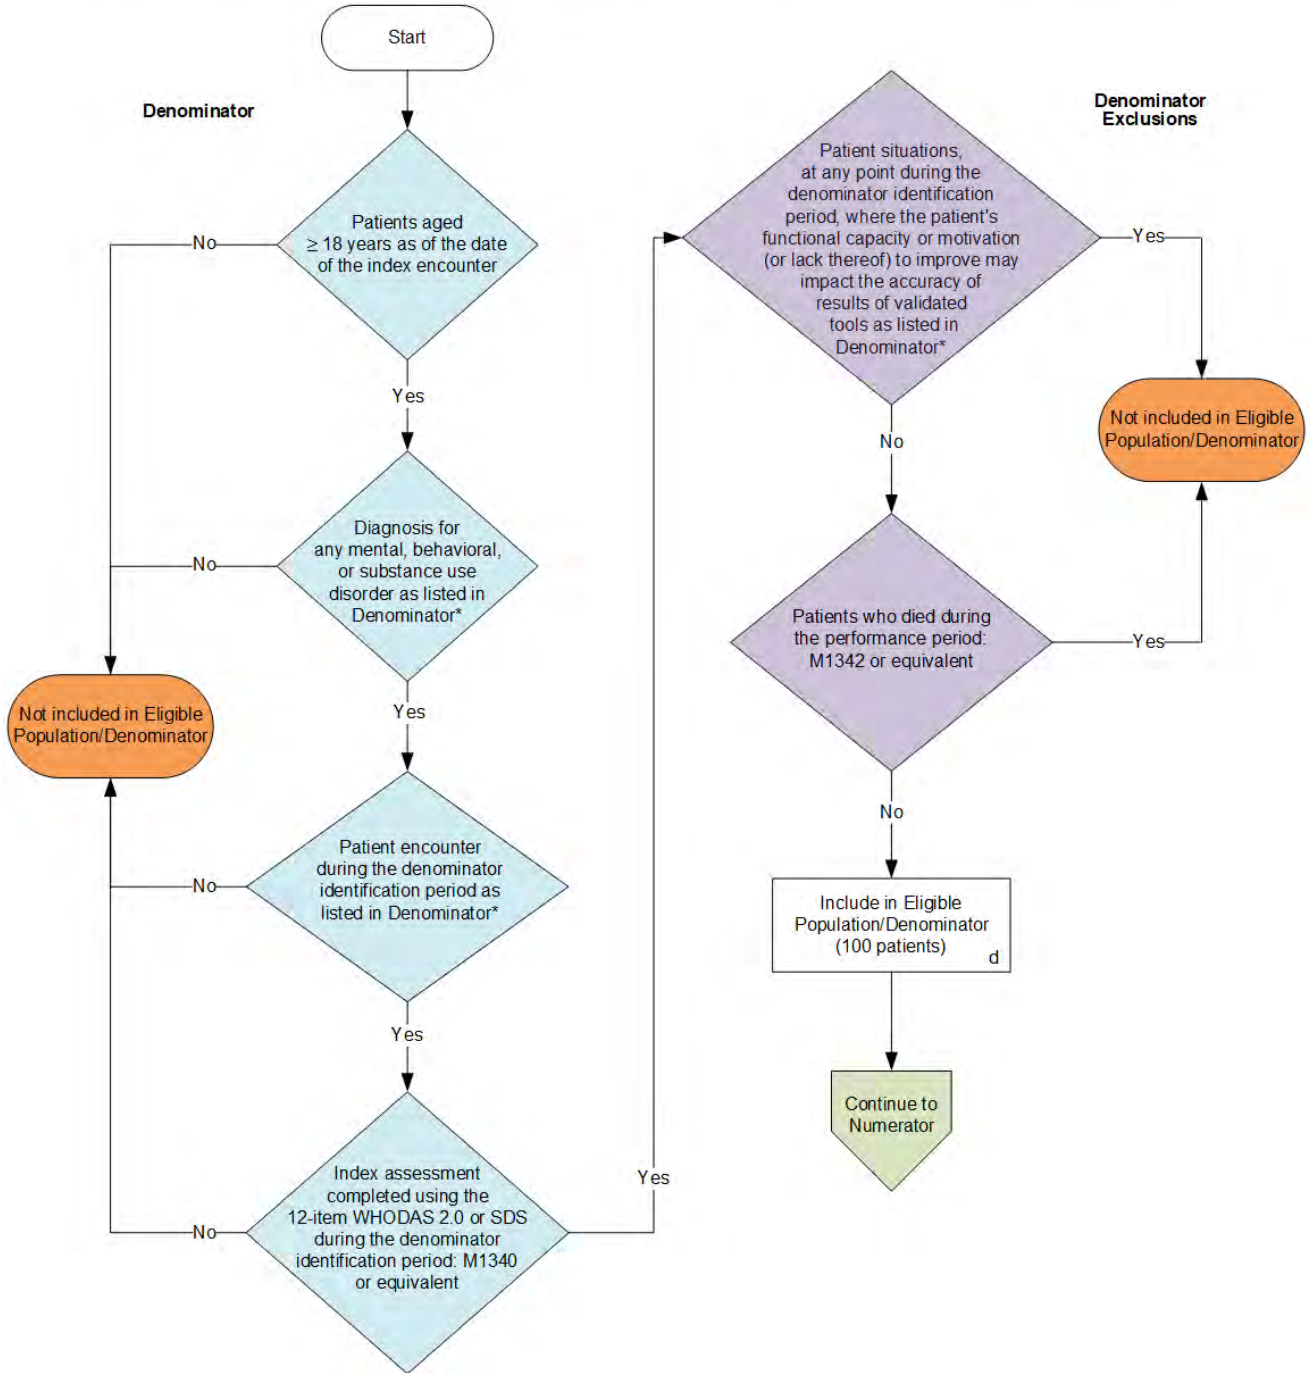 Start
Denominator
Patients aged
≥ 18 years as of the date
of the index encounter
No
Yes
Diagnosis for
any mental, behavioral,
or substance use
disorder as listed in
Denominator*
No
Yes
Not included in Eligible
Population/Denominator
Patient encounter
during the denominator
identification period as
listed in Denominator*
No
Yes
Index assessment
completed using the
12-item WHODAS 2.0 or SDS
during the denominator
identification period: M1340
or equivalent
No
Yes
Denominator
Exclusions
Patient situations,
at any point during the
denominator identification
period, where the patient's
functional capacity or motivation
(or lack thereof) to improve may
impact the accuracy of
results of validated
tools as listed in
Denominator*
Yes
No
Not included in Eligible
Population/Denominator
Patients who died during
the performance period:
M1342 or equivalent
Yes
No
Include in Eligible
Population/Denominator
(100 patients)
d
Continue to
Numerator